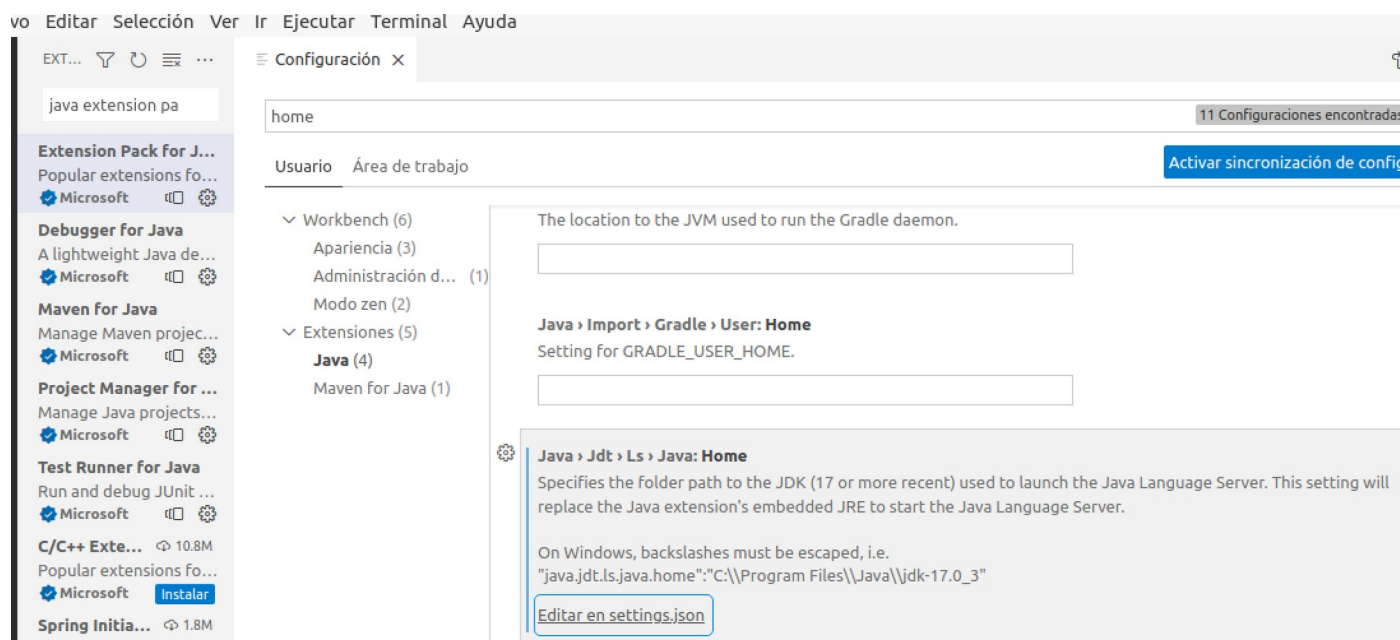 vo Editar Selección Ver Ir Ejecutar Terminal Ayuda
EXT... ...
Configuración
java extension pa
home
11 Configuraciones encontradas
Usuario Área de trabajo
Activar sincronización de config
Extension Pack for J...
Popular extensions fo...
Microsoft
Debugger for Java
A lightweight Java de...
Microsoft
Maven for Java
Manage Maven projec...
Microsoft
Project Manager for ...
Manage Java projects...
Microsoft
Test Runner for Java
Run and debug JUnit ...
Microsoft
C/C++ Exte... 10.8M
Popular extensions fo...
Microsoft Instalar
Spring Initia... 1.8M
Workbench (6)
Apariencia (3)
Administración d... (1)
Modo zen (2)
Extensiones (5)
Java (4)
Maven for Java (1)
The location to the JVM used to run the Gradle daemon.
Java › Import › Gradle › User: Home
Setting for GRADLE_USER_HOME.
Java › Jdt › Ls › Java: Home
Specifies the folder path to the JDK (17 or more recent) used to launch the Java Language Server. This setting will
replace the Java extension's embedded JRE to start the Java Language Server.
On Windows, backslashes must be escaped, i.e.
"java.jdt.ls.java.home":"C:\\Program Files\\Java\\jdk-17.0_3"
Editar en settings.json